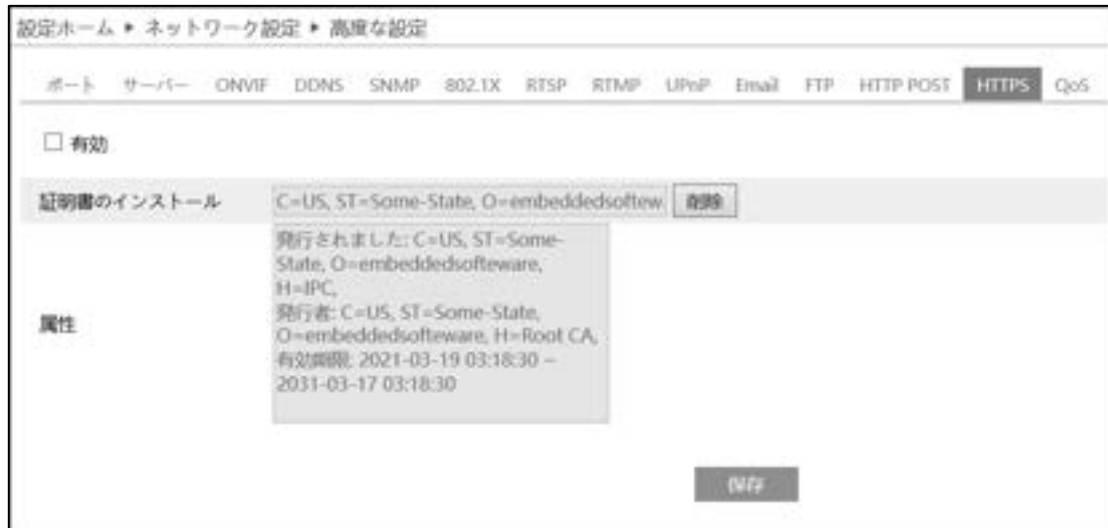 設定ホーム ▸ ネットワーク設定 ▸ 高度な設定
ポート サーバー ONVIF DDNS SNMP 802.1X RTSP RTMP UPnP Email FTP HTTP POST HTTPS QoS
有効
証明書のインストール C=US, ST=Some-State, O=embeddedsoftew 削除
発行されました: C=US, ST=Some-
State, O=embeddedsofteware,
H=IPC,
発行者: C=US, ST=Some-State,
属性
O=embeddedsofteware, H=Root CA,
有効期限: 2021-03-19 03:18:30 ~
2031-03-17 03:18:30
保存